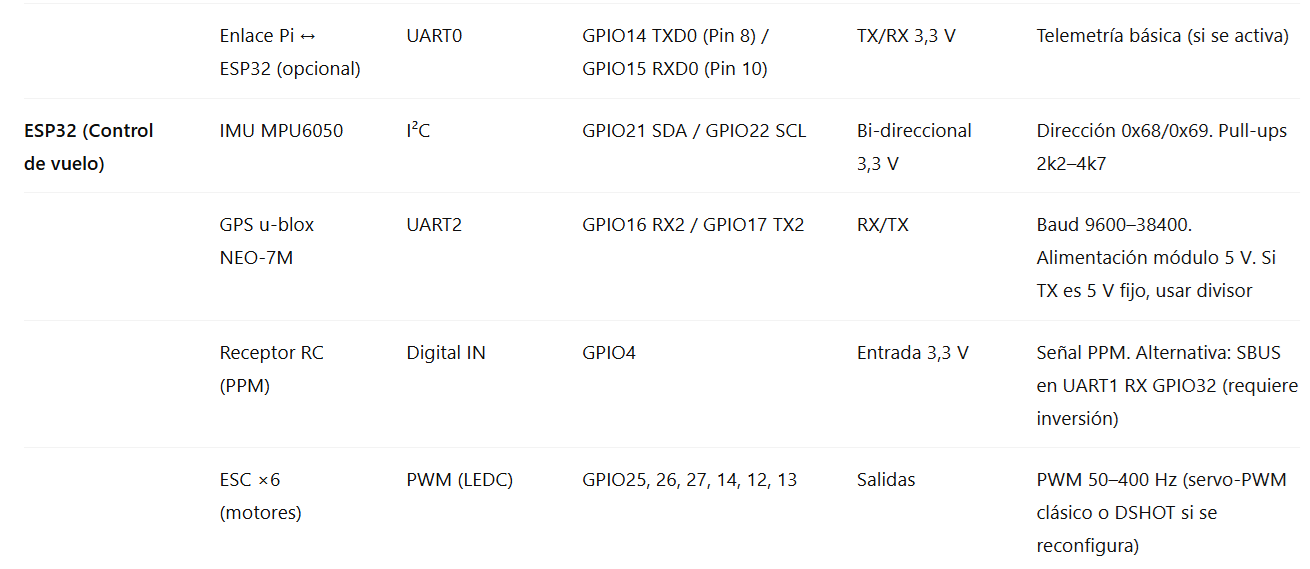 Enlace Pi ↔ UART0 GPIO14 TXD0 (Pin 8) / TX/RX 3,3 V Telemetría básica (si se activa)
ESP32 (opcional) GPIO15 RXD0 (Pin 10)
ESP32 (Control IMU MPU6050 I²C GPIO21 SDA / GPIO22 SCL Bi-direccional Dirección 0x68/0x69. Pull-ups
de vuelo) 3,3 V 2k2–4k7
GPS u-blox UART2 GPIO16 RX2 / GPIO17 TX2 RX/TX Baud 9600–38400.
NEO-7M Alimentación módulo 5 V. Si
TX es 5 V fijo, usar divisor
Receptor RC Digital IN GPIO4 Entrada 3,3 V Señal PPM. Alternativa: SBUS
(PPM) en UART1 RX GPIO32 (requiere
inversión)
ESC ×6 PWM (LEDC) GPIO25, 26, 27, 14, 12, 13 Salidas PWM 50–400 Hz (servo-PWM
(motores) clásico o DSHOT si se
reconfigura)